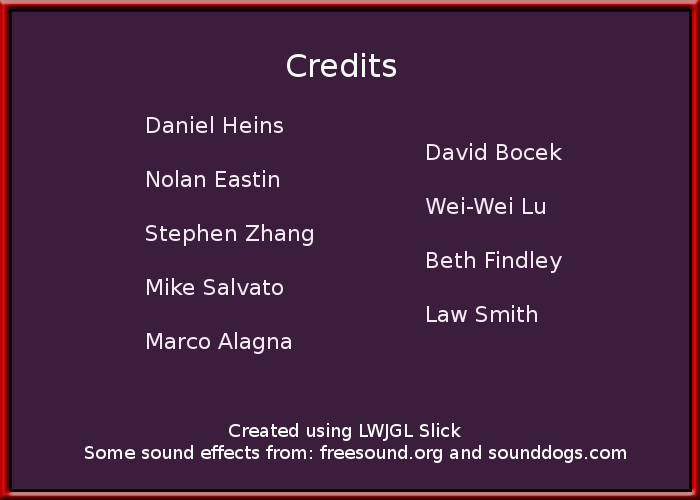 Credits
Daniel Heins
David Bocek
Nolan Eastin
Wei-Wei Lu
Stephen Zhang
Beth Findley
Mike Salvato
Law Smith
Marco Alagna
Created using LWJGL Slick
Some sound effects from: freesound.org and sounddogs.com